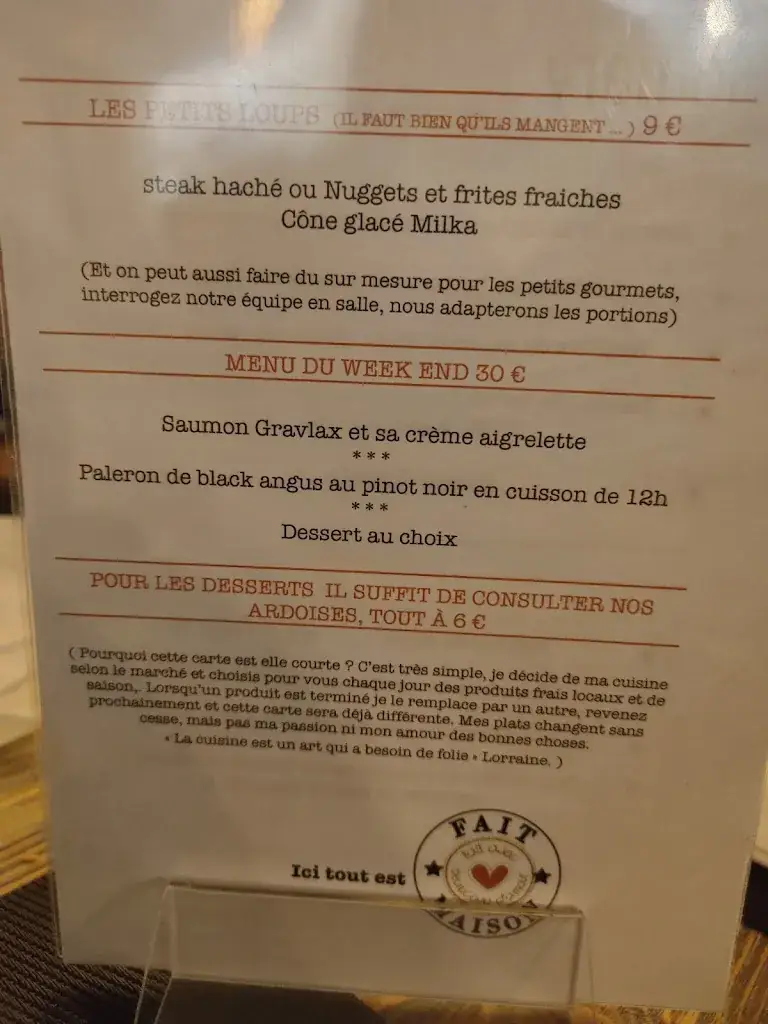 LES PETITS LOUPS (IL FAUT BIEN QU'ILS MANGENT ... ) 9 €
steak haché ou Nuggets et frites fraiches
Cône glacé Milka
(Et on peut aussi faire du sur mesure pour les petits gourmets,
interrogez notre équipe en salle, nous adapterons les portions)
MENU DU WEEK END 30 €
Saumon Gravlax et sa crème aigrelette
***
Paleron de black angus au pinot noir en cuisson de 12h
***
Dessert au choix
POUR LES DESSERTS IL SUFFIT DE CONSULTER NOS
ARDOISES, TOUT À 6 €
( Pourquoi cette carte est elle courte ? C'est très simple, je décide de ma cuisine
selon le marché et choisis pour vous chaque jour des produits frais locaux et de
saison,. Lorsqu'un produit est terminé je le remplace par un autre, revenez
prochainement et cette carte sera déjà différente. Mes plats changent sans
cesse, mais pas ma passion ni mon amour des bonnes choses.
« La cuisine est un art qui a besoin de folie » Lorraine. )
Ici tout est
FAIT
MAISON